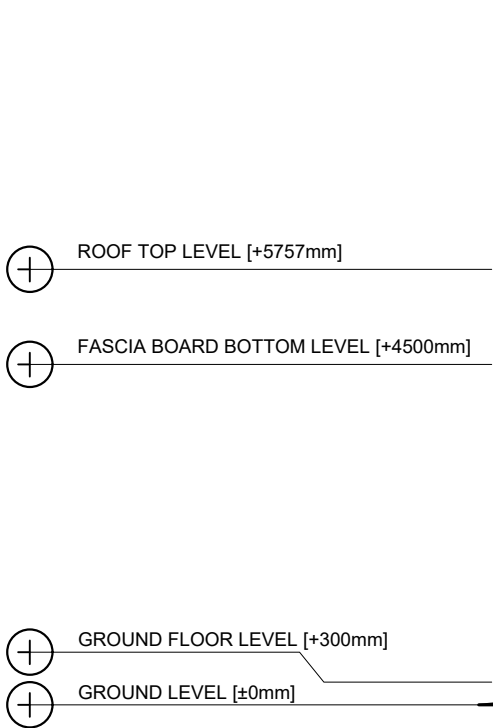 ROOF TOP LEVEL [+5757mm]
FASCIA BOARD BOTTOM LEVEL [+4500mm]
GROUND FLOOR LEVEL [+300mm]
GROUND LEVEL [±0mm]